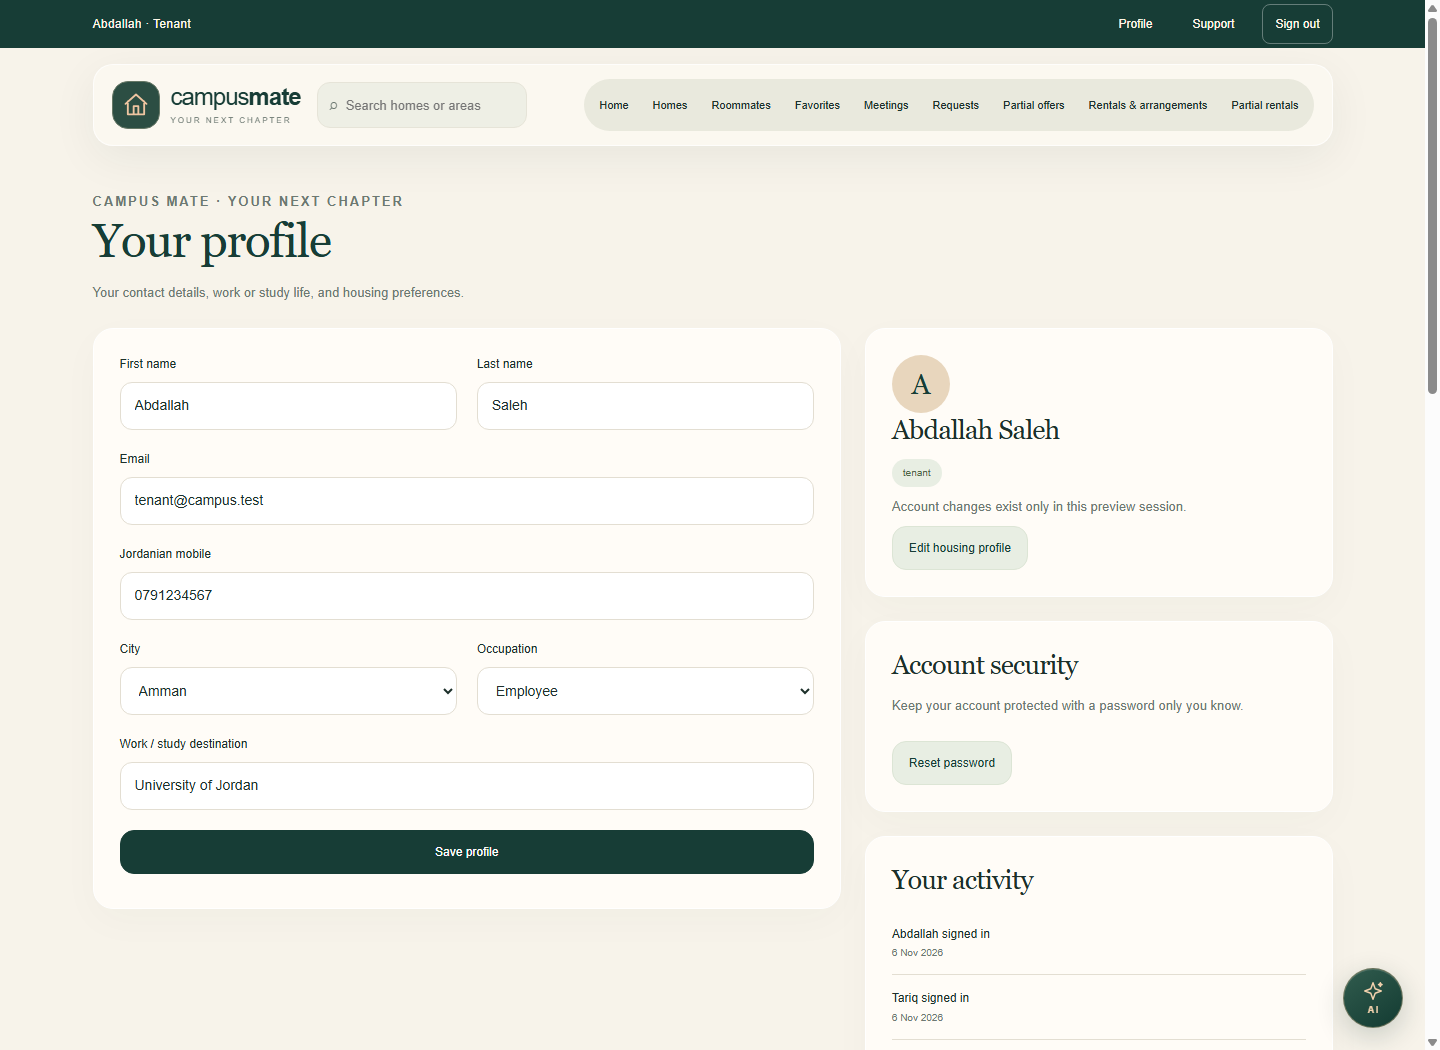 Abdallah · Tenant
Profile
Support
Sign out
campusmate
YOUR NEXT CHAPTER
Search homes or areas
Home
Homes
Roommates
Favorites
Meetings
Requests
Partial offers
Rentals & arrangements
Partial rentals
CAMPUS MATE · YOUR NEXT CHAPTER
Your profile
Your contact details, work or study life, and housing preferences.
First name
Last name
Abdallah
Saleh
Email
tenant@campus.test
Jordanian mobile
0791234567
City
Occupation
Amman
Employee
Work / study destination
University of Jordan
Save profile
A
Abdallah Saleh
tenant
Account changes exist only in this preview session.
Edit housing profile
Account security
Keep your account protected with a password only you know.
Reset password
Your activity
Abdallah signed in
6 Nov 2026
Tariq signed in
6 Nov 2026
AI